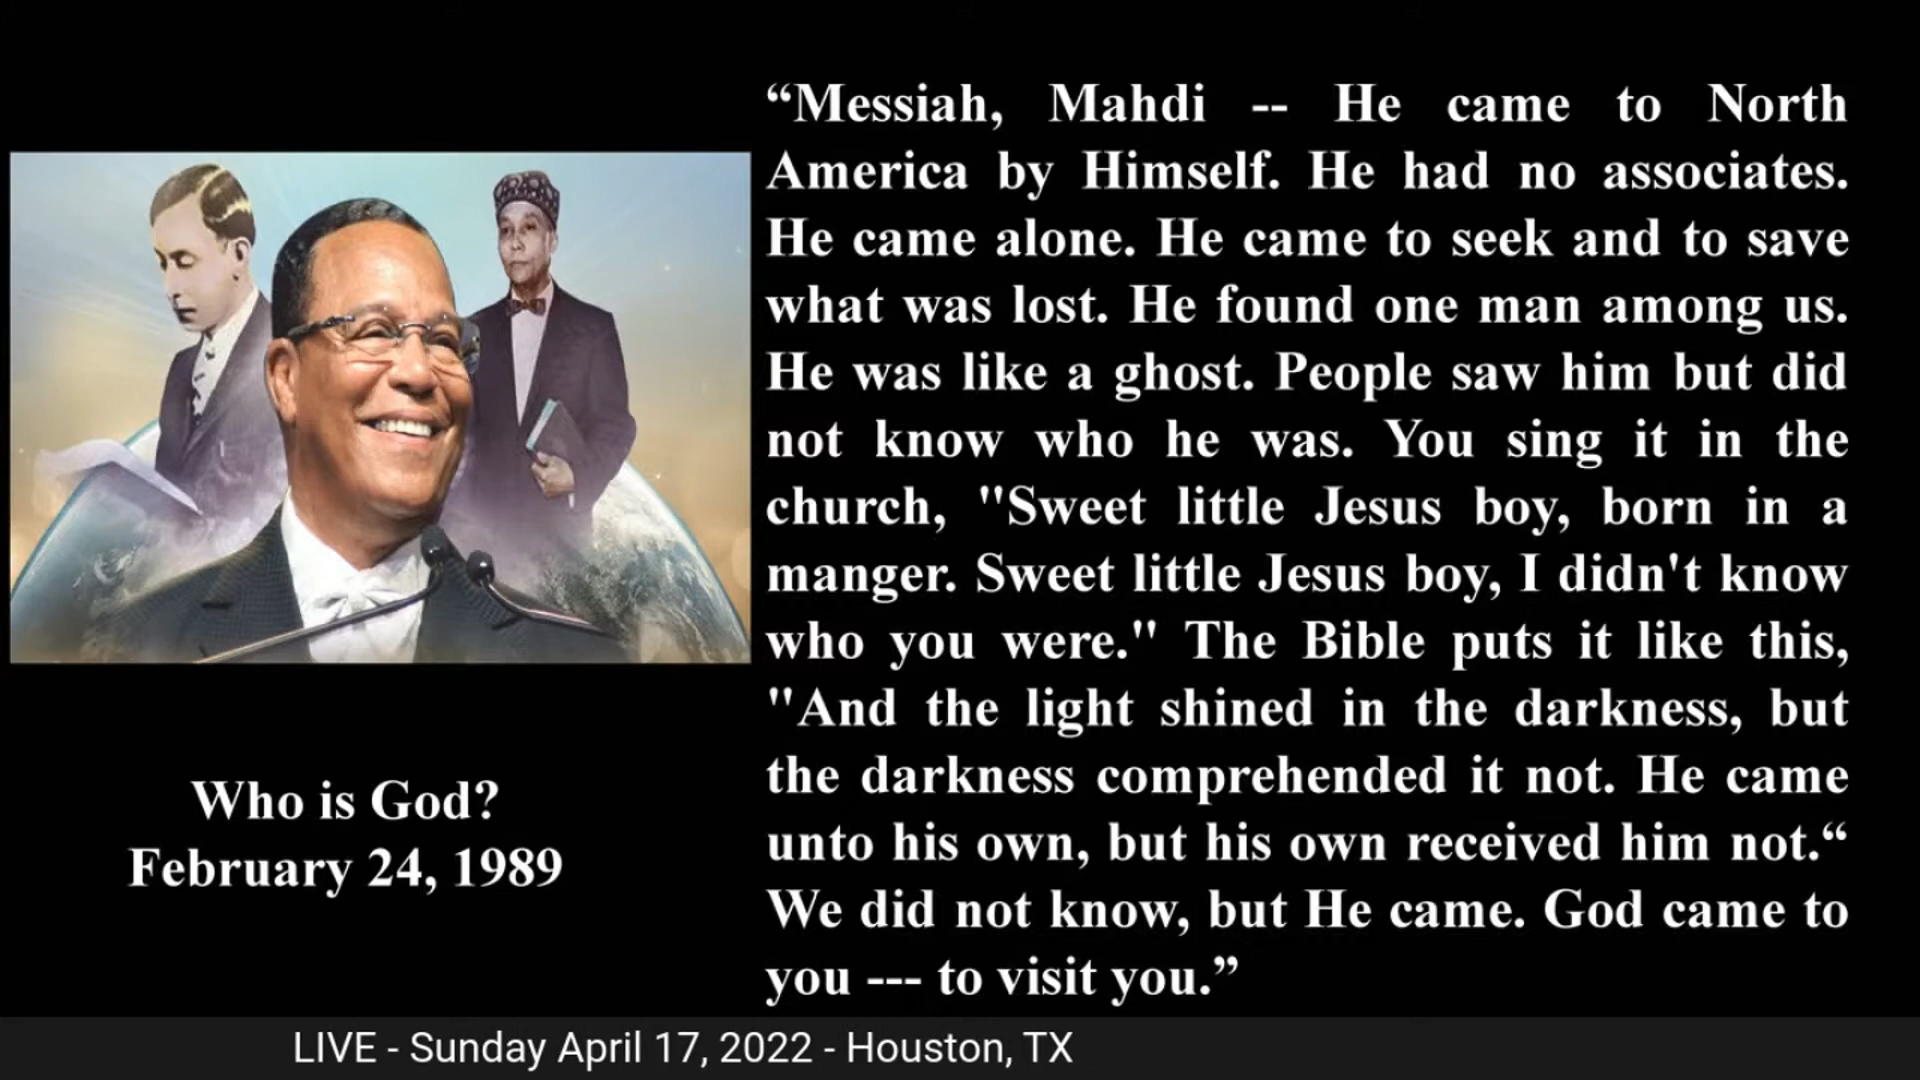 “Messiah, Mahdi -- He came to North
America by Himself. He had no associates.
He came alone. He came to seek and to save
what was lost. He found one man among us.
He was like a ghost. People saw him but did
not know who he was. You sing it in the
church, "Sweet little Jesus boy, born in a
manger. Sweet little Jesus boy, I didn't know
who you were." The Bible puts it like this,
"And the light shined in the darkness, but
the darkness comprehended it not. He came
unto his own, but his own received him not.“
We did not know, but He came. God came to
you --- to visit you.”
Who is God?
February 24, 1989
LIVE - Sunday April 17, 2022 - Houston, TX